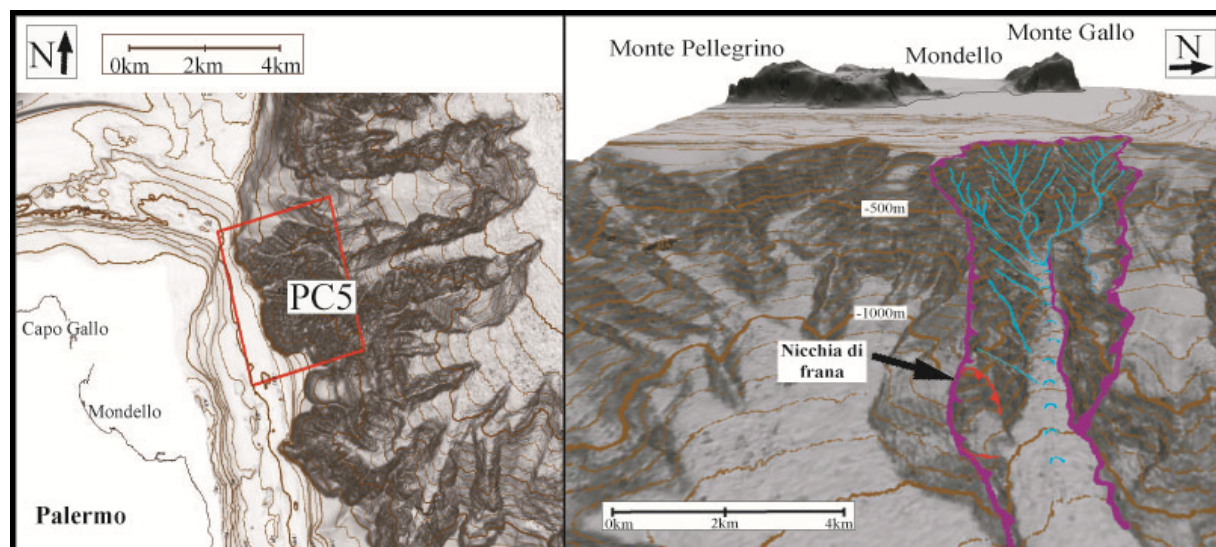 N
0km 2km 4km
PC5
Capo Gallo
Mondello
Palermo
Monte Pellegrino
Mondello
Monte Gallo
N
-500m
-1000m
Nicchia di
frana
0km 2km 4km